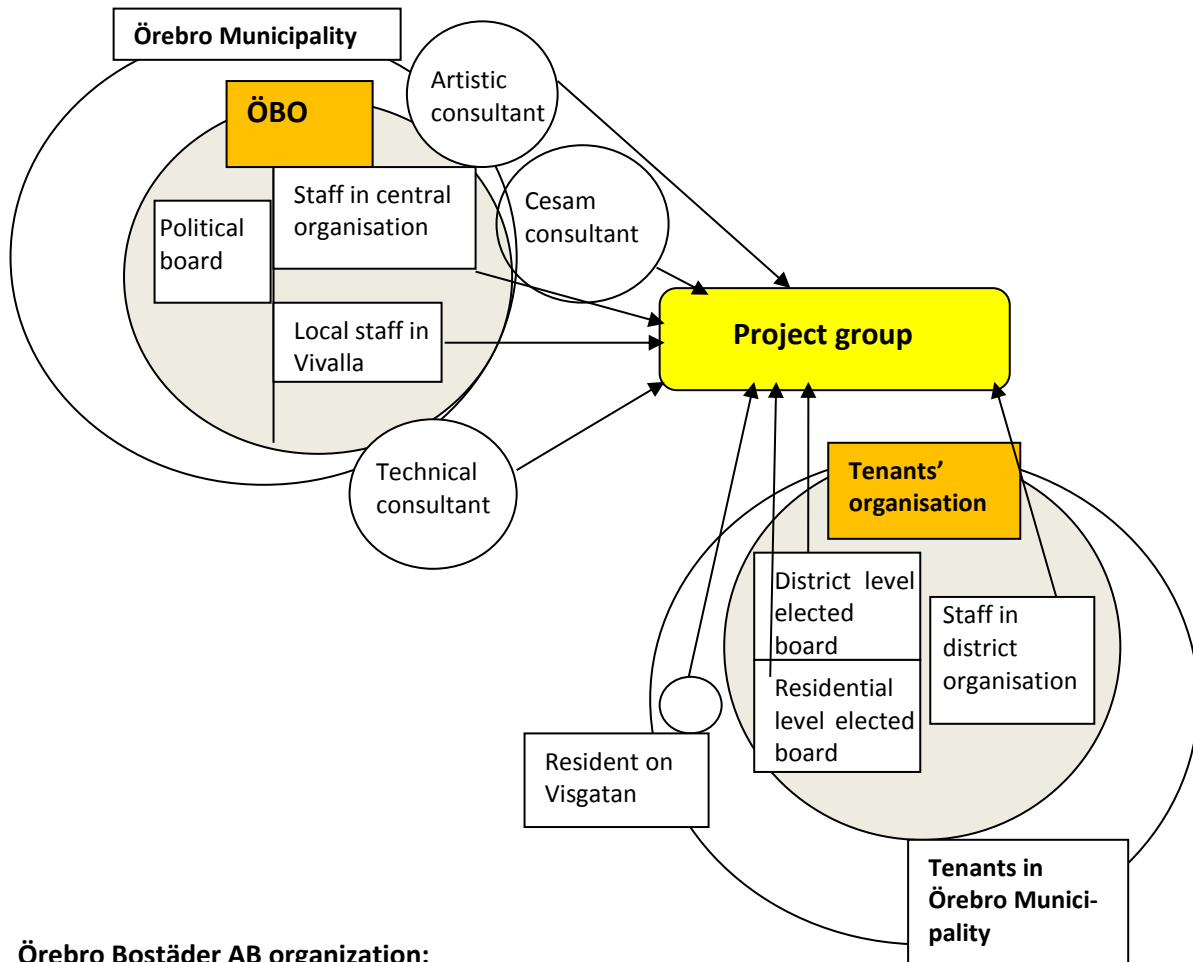 Örebro Municipality
Artistic
consultant
ÖBO
Staff in central
organisation
Political
board
Cesam
consultant
Local staff in
Vivalla
Project group
Technical
consultant
Tenants’
organisation
District level
elected
board
Staff in
district
organisation
Residential
level elected
board
Resident on
Visgatan
Tenants in
Örebro Munici-
pality
Örebro Bostäder AB organization: